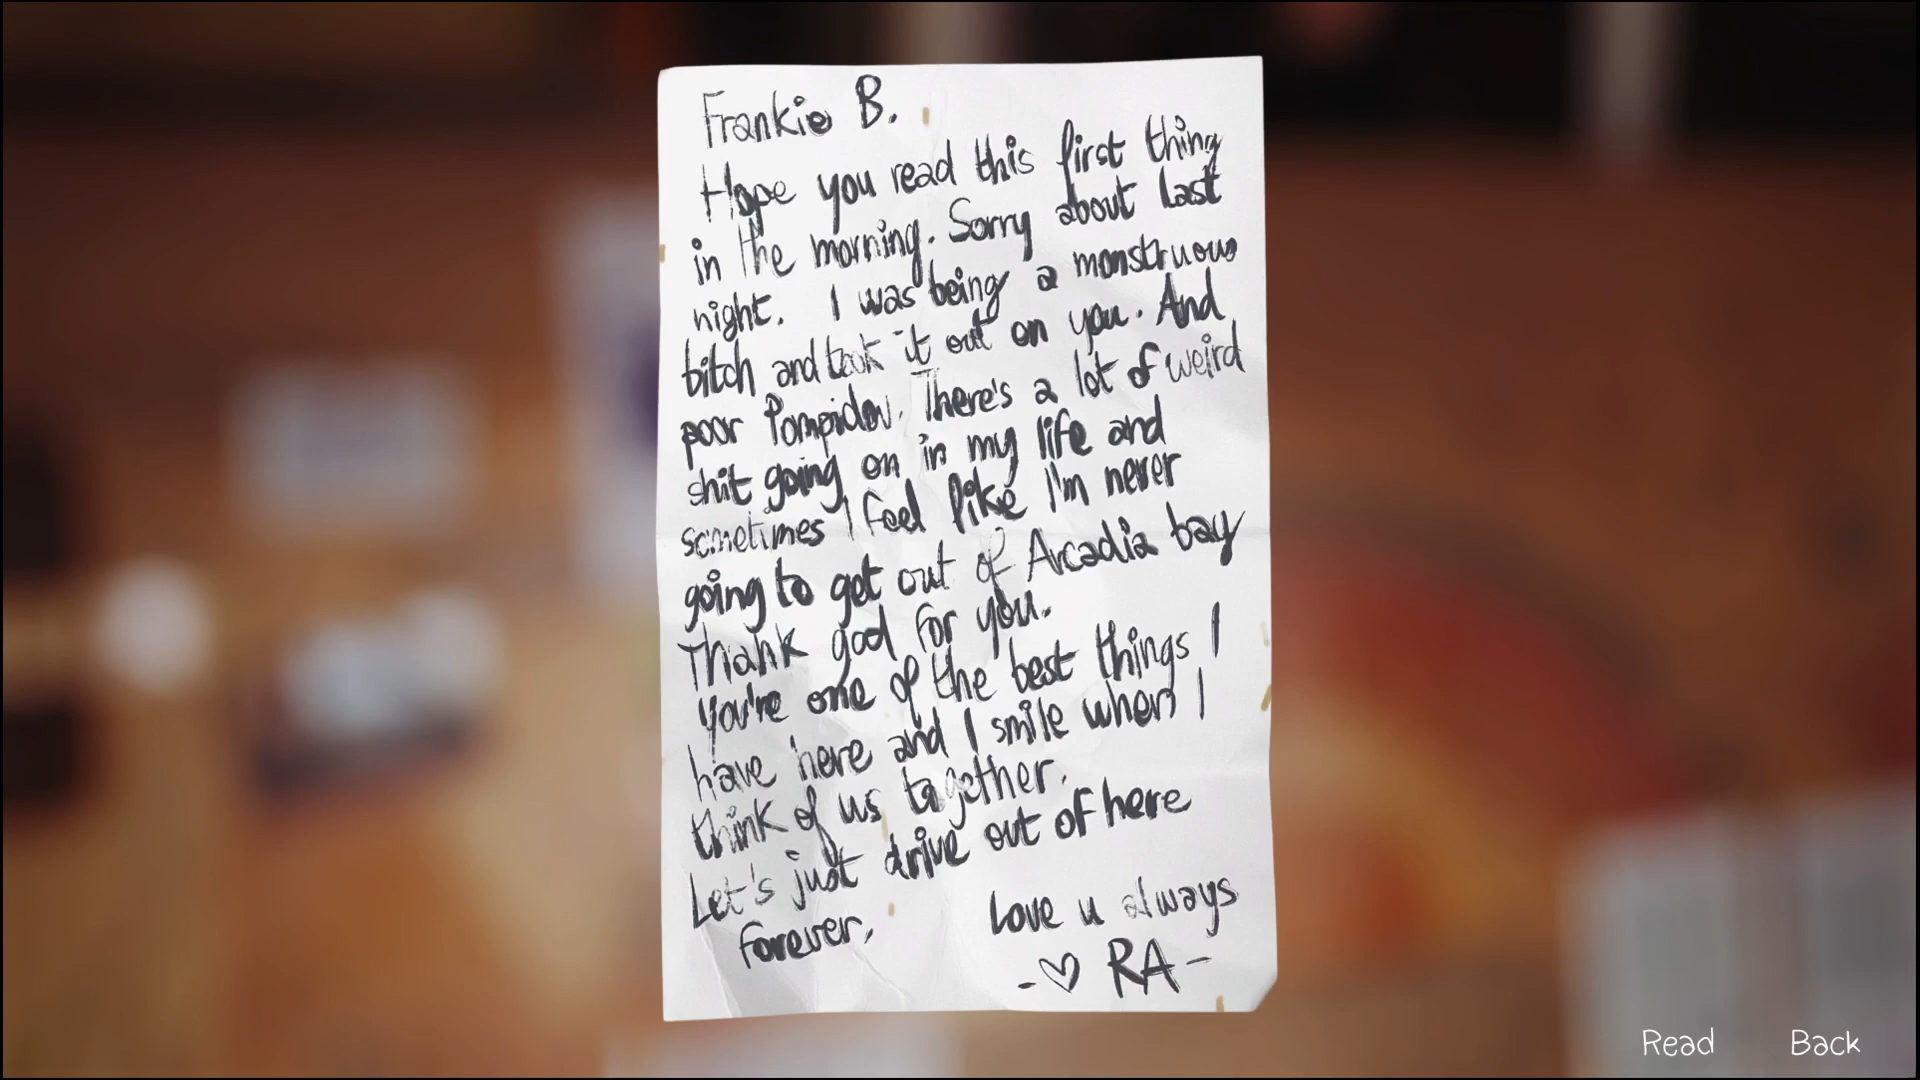 Frankie B.
Hope you read this first thing
in the morning. Sorry about last
night. I was being a monstruous
bitch and took it out on you. And
poor Pompidou. There's a lot of weird
shit going on in my life and
sometimes I feel like I'm never
going to get out of Arcadia bay
Thank god for you.
You're one of the best things I
have here and I smile when I
think of us together.
Let's just drive out of here
forever.
Love u always
-♡ RA-
Read
Back